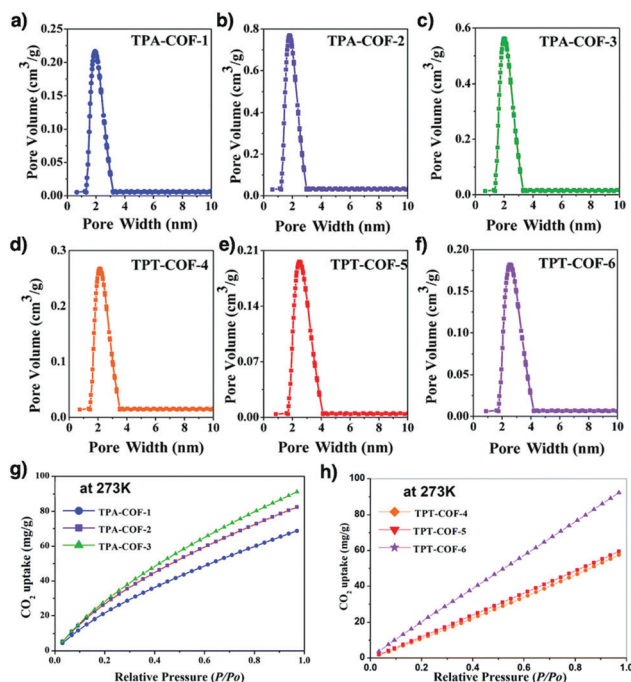 a)
TPA-COF-1
Pore Volume (cm³/g)
0.25
0.20
0.15
0.10
0.05
0.00
0 2 4 6 8 10
Pore Width (nm)
b)
TPA-COF-2
Pore Volume (cm³/g)
0.8
0.6
0.4
0.2
0.0
0 2 4 6 8 10
Pore Width (nm)
c)
TPA-COF-3
Pore Volume (cm³/g)
0.6
0.4
0.2
0.0
0 2 4 6 8 10
Pore Width (nm)
d)
TPT-COF-4
Pore Volume (cm³/g)
0.3
0.2
0.1
0.0
0 2 4 6 8 10
Pore Width (nm)
e)
TPT-COF-5
Pore Volume (cm³/g)
0.21
0.14
0.07
0.00
0 2 4 6 8 10
Pore Width (nm)
f)
TPT-COF-6
Pore Volume (cm³/g)
0.20
0.15
0.10
0.05
0.00
0 2 4 6 8 10
Pore Width (nm)
g)
at 273K
TPA-COF-1
TPA-COF-2
TPA-COF-3
CO₂ uptake (mg/g)
100
80
60
40
20
0
0.0 0.2 0.4 0.6 0.8 1.0
Relative Pressure (P/Po)
h)
at 273K
TPT-COF-4
TPT-COF-5
TPT-COF-6
CO₂ uptake (mg/g)
100
80
60
40
20
0
0.0 0.2 0.4 0.6 0.8 1.0
Relative Pressure (P/Po)